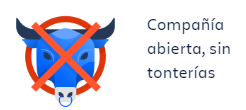 Compañía
abierta, sin
tonterías